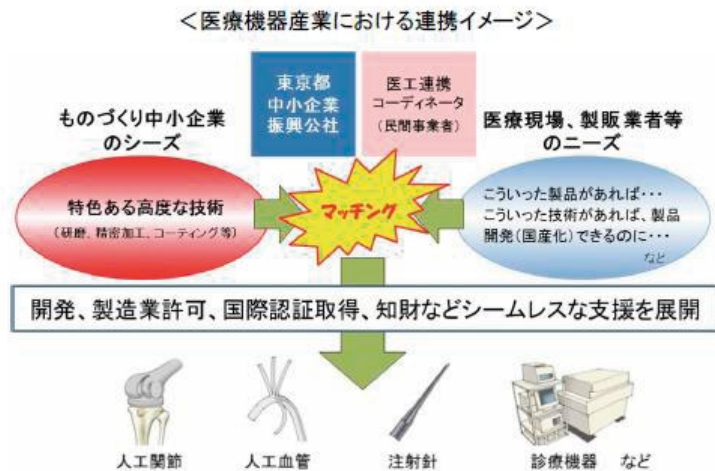 ＜医療機器産業における連携イメージ＞
東京都
中小企業
振興公社
医工連携
コーディネータ
（民間事業者）
ものづくり中小企業
のシーズ
医療現場、製販業者等
のニーズ
特色ある高度な技術
（研磨、精密加工、コーティング等）
マッチング
こういった製品があれば･･･
こういった技術があれば、製品
開発（国産化）できるのに･･･
など
開発、製造業許可、国際認証取得、知財などシームレスな支援を展開
人工関節
人工血管
注射針
診療機器 など